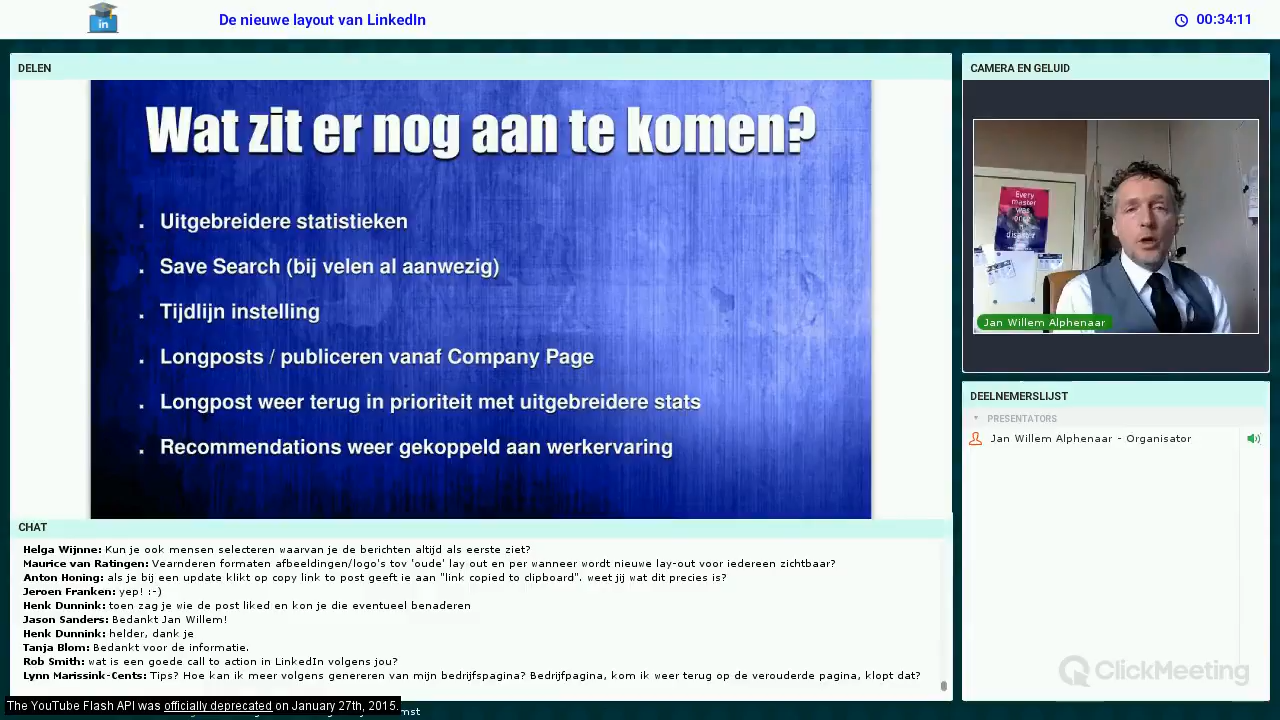 in
De nieuwe layout van LinkedIn
00:34:11
DELEN
Wat zit er nog aan te komen?
. Uitgebreidere statistieken
. Save Search (bij velen al aanwezig)
. Tijdlijn instelling
. Longposts / publiceren vanaf Company Page
. Longpost weer terug in prioriteit met uitgebreidere stats
. Recommendations weer gekoppeld aan werkervaring
CAMERA EN GELUID
Every
master
was
once
a
disaster
Jan Willem Alphenaar
DEELNEMERSLIJST
PRESENTATORS
Jan Willem Alphenaar - Organisator
ClickMeeting
CHAT
Helga Wijnne: Kun je ook mensen selecteren waarvan je de berichten altijd als eerste ziet?
Maurice van Ratingen: Vearnderen formaten afbeeldingen/logo's tov 'oude' lay out en per wanneer wordt nieuwe lay-out voor iedereen zichtbaar?
Anton Honing: als je bij een update klikt op copy link to post geeft ie aan "link copied to clipboard". weet jij wat dit precies is?
Jeroen Franken: yep! :-)
Henk Dunnink: toen zag je wie de post liked en kon je die eventueel benaderen
Jason Sanders: Bedankt Jan Willem!
Henk Dunnink: helder, dank je
Tanja Blom: Bedankt voor de informatie.
Rob Smith: wat is een goede call to action in LinkedIn volgens jou?
Lynn Marissink-Cents: Tips? Hoe kan ik meer volgens genereren van mijn bedrijfspagina? Bedrijfpagina, kom ik weer terug op de verouderde pagina, klopt dat?
The YouTube Flash API was officially deprecated on January 27th, 2015.